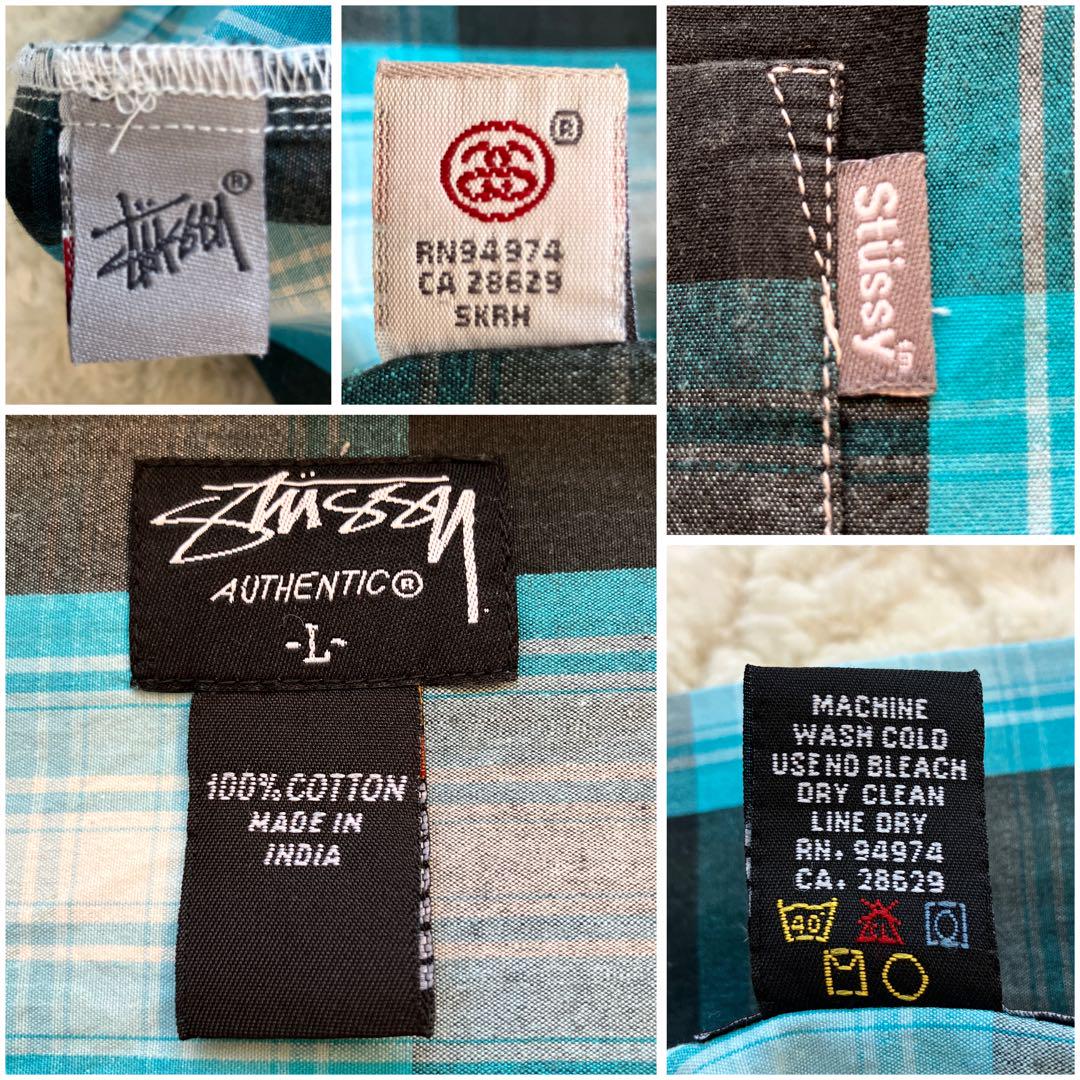 Stüssy®
®
RN94974
CA 28629
SKRH
Stüssy tm
Stüssy
AUTHENTIC®
-L-
100% COTTON
MADE IN
INDIA
MACHINE
WASH COLD
USE NO BLEACH
DRY CLEAN
LINE DRY
RN. 94974
CA. 28629
40°